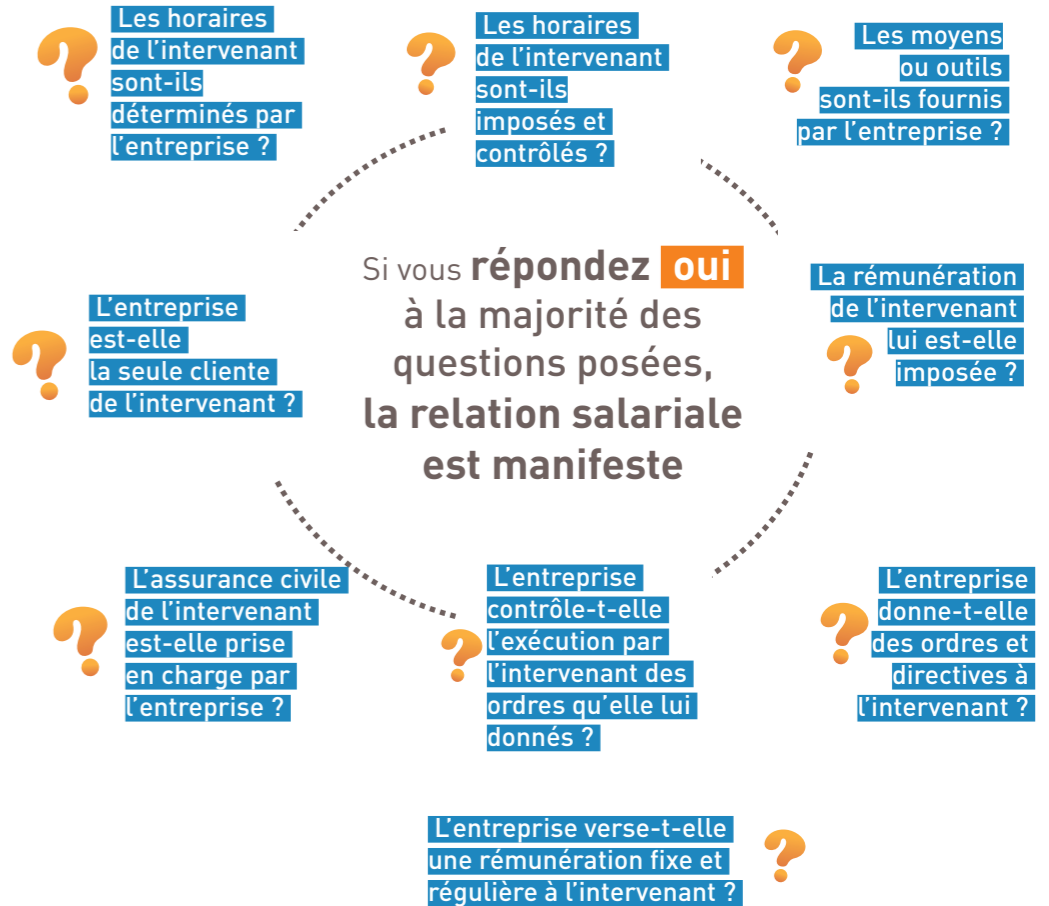 Les horaires
de l'intervenant
sont-ils
déterminés par
l'entreprise ?
Les horaires
de l'intervenant
sont-ils
imposés et
contrôlés ?
Les moyens
ou outils
sont-ils fournis
par l'entreprise ?
L'entreprise
est-elle
la seule cliente
de l'intervenant ?
Si vous répondez oui
à la majorité des
questions posées,
la relation salariale
est manifeste
La rémunération
de l'intervenant
lui est-elle
imposée ?
L'assurance civile
de l'intervenant
est-elle prise
en charge par
l'entreprise ?
L'entreprise
contrôle-t-elle
l'exécution par
l'intervenant des
ordres qu'elle lui
donnés ?
L'entreprise
donne-t-elle
des ordres et
directives à
l'intervenant ?
L'entreprise verse-t-elle
une rémunération fixe et
régulière à l'intervenant ?